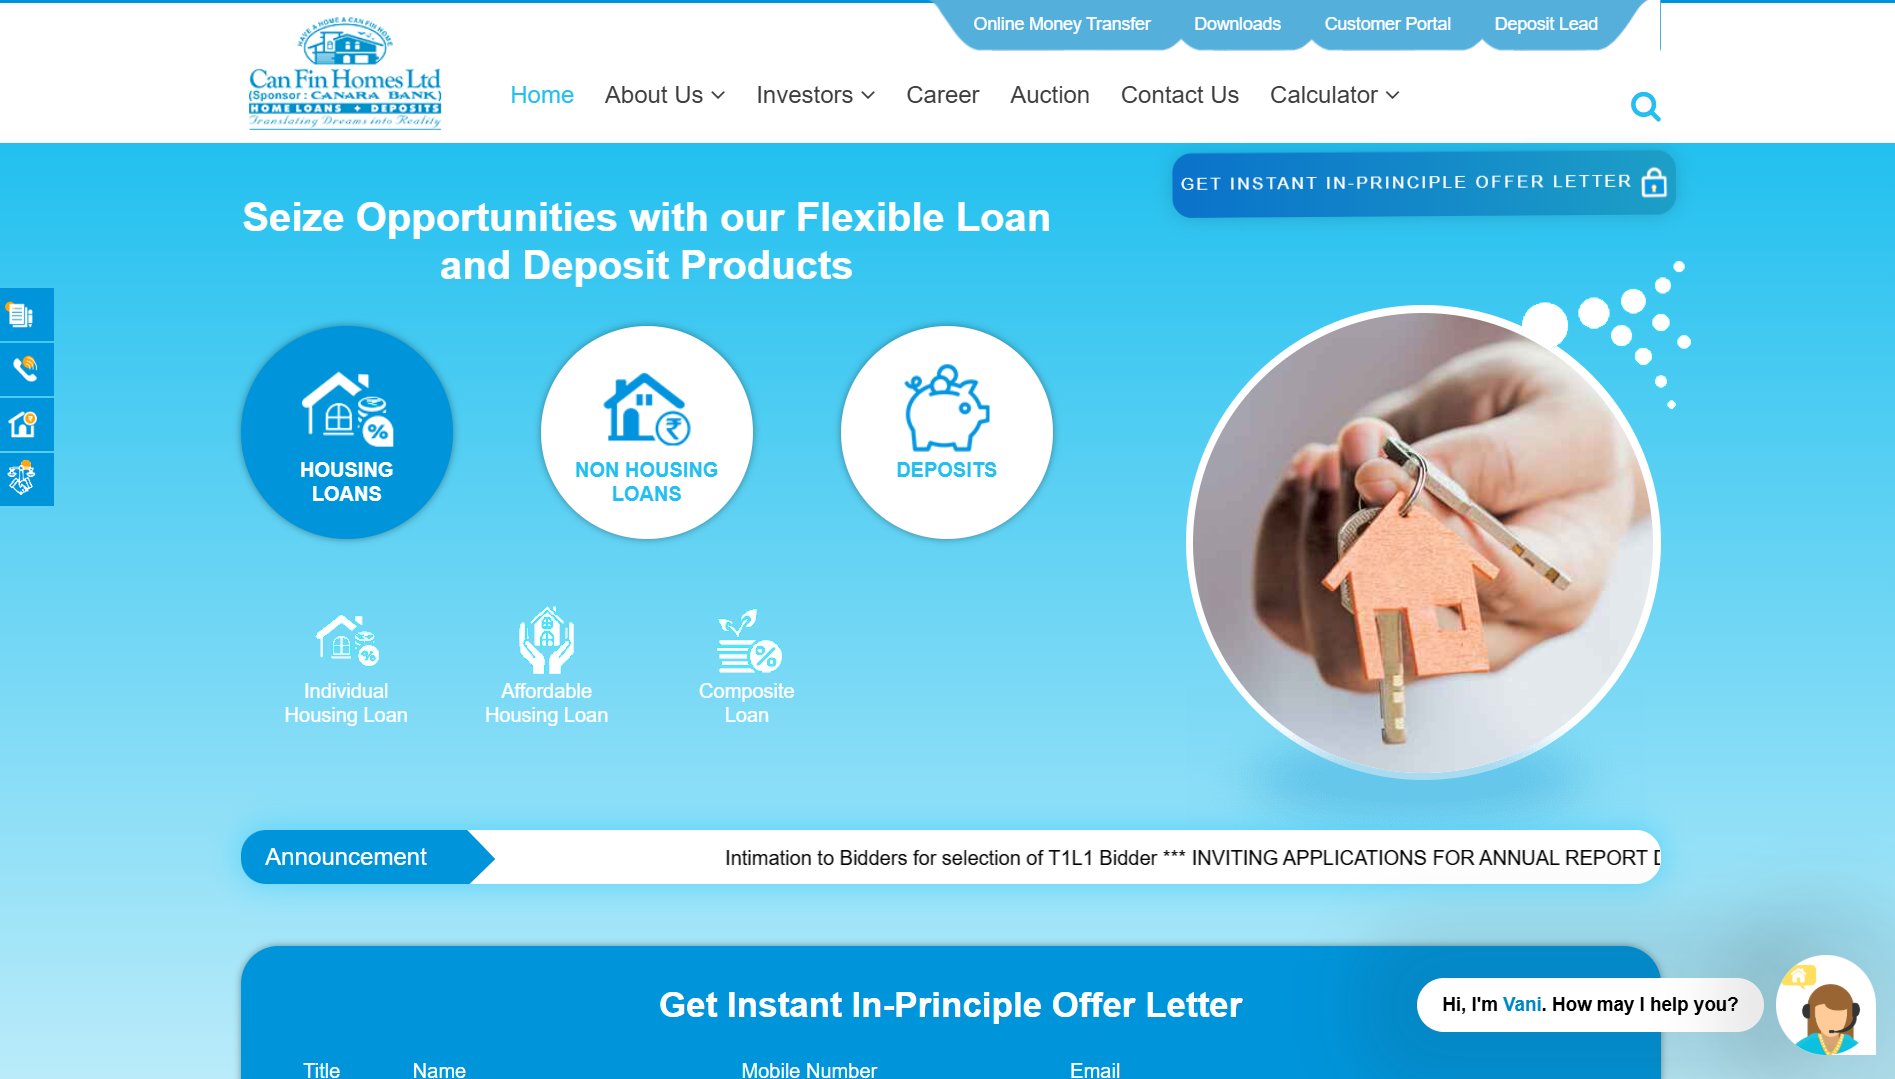 Online Money Transfer
Downloads
Customer Portal
Deposit Lead
HAVE A HOME A CAN FIN HOME
Can Fin Homes Ltd
(Sponsor : CANARA BANK)
HOME LOANS + DEPOSITS
Translating Dreams into Reality
Home
About Us
Investors
Career
Auction
Contact Us
Calculator
GET INSTANT IN-PRINCIPLE OFFER LETTER
Seize Opportunities with our Flexible Loan
and Deposit Products
HOUSING
LOANS
NON HOUSING
LOANS
DEPOSITS
Individual
Housing Loan
Affordable
Housing Loan
Composite
Loan
Announcement
Intimation to Bidders for selection of T1L1 Bidder *** INVITING APPLICATIONS FOR ANNUAL REPORT
Get Instant In-Principle Offer Letter
Hi, I'm Vani. How may I help you?
Title
Name
Mobile Number
Email